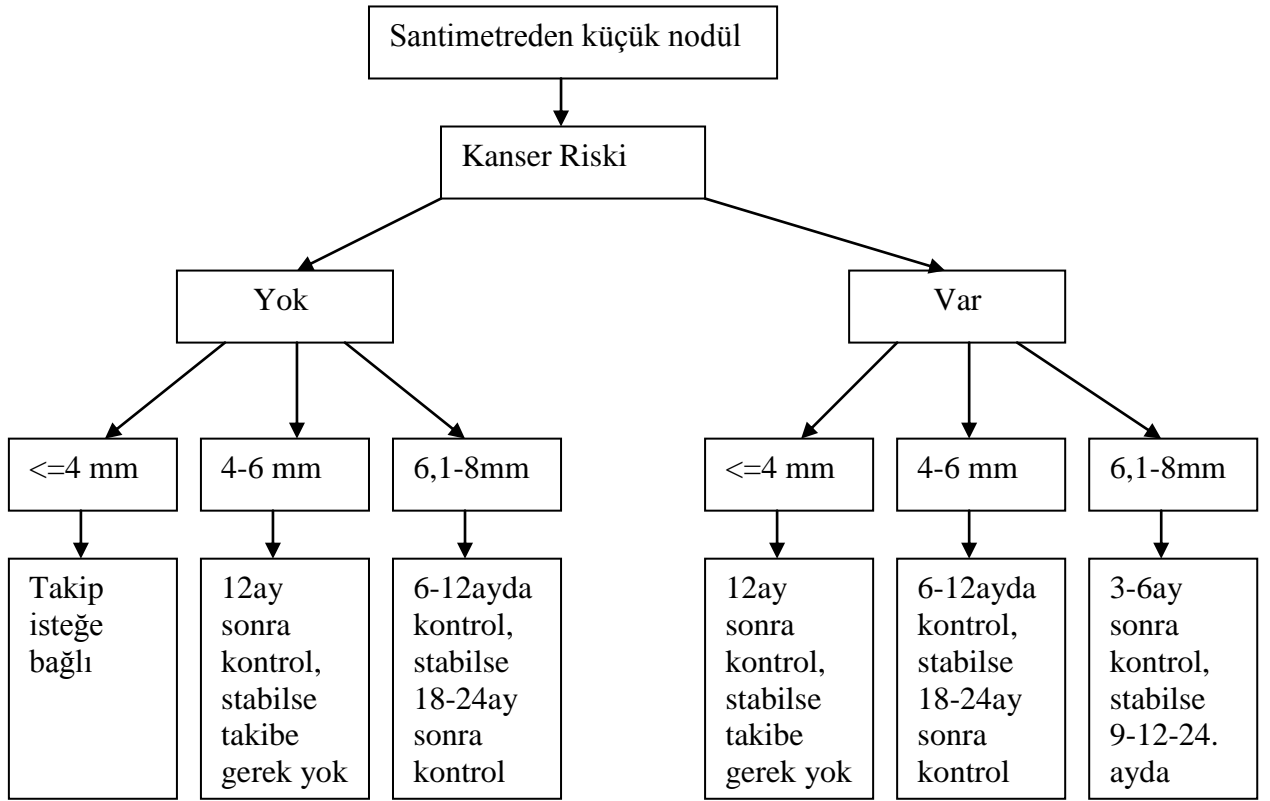 Santimetreden küçük nodül
Kanser Riski
Yok
Var
<=4 mm
4-6 mm
6,1-8mm
<=4 mm
4-6 mm
6,1-8mm
Takip
isteğe
bağlı
12ay
sonra
kontrol,
stabilse
takibe
gerek yok
6-12ayda
kontrol,
stabilse
18-24ay
sonra
kontrol
12ay
sonra
kontrol,
stabilse
takibe
gerek yok
6-12ayda
kontrol,
stabilse
18-24ay
sonra
kontrol
3-6ay
sonra
kontrol,
stabilse
9-12-24.
ayda